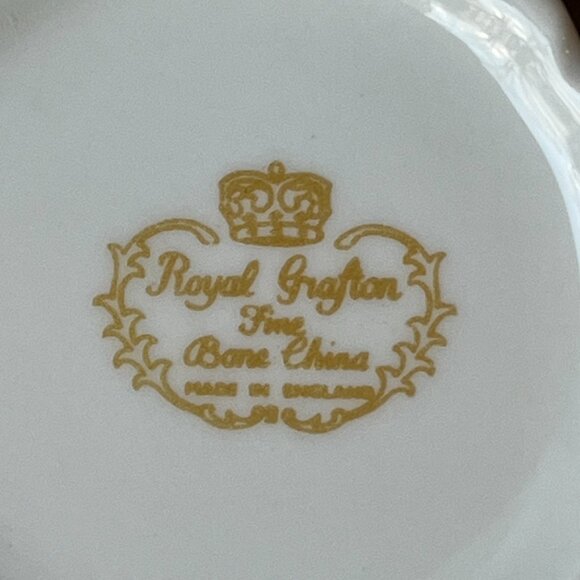 Royal Grafton
Fine
Bone China
MADE IN ENGLAND